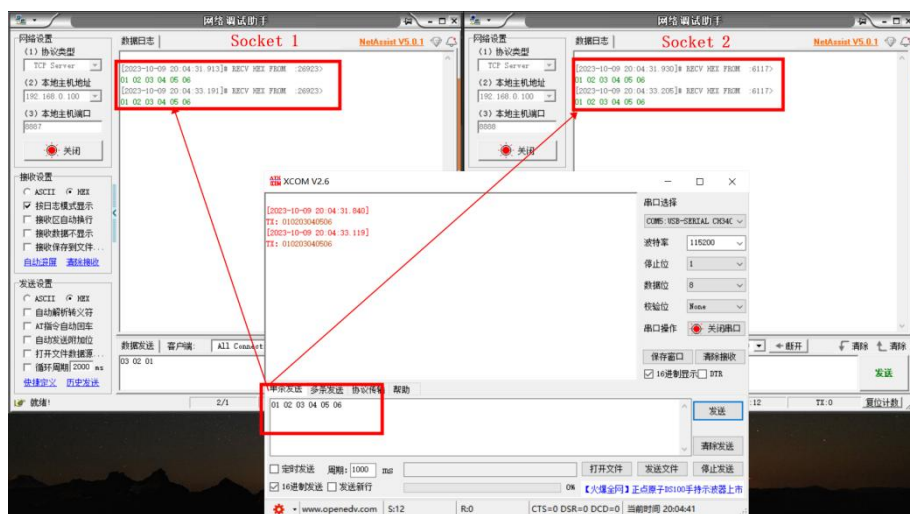 网络调试助手
网络设置
(1) 协议类型
TCP Server
(2) 本地主机地址
192.168.0.100
(3) 本地主机端口
8887
关闭
接收设置
ASCII HEX
按日志模式显示
接收区自动换行
接收数据不显示
接收保存到文件...
自动滚屏 清除接收
发送设置
ASCII HEX
自动解析转义符
AT指令自动回车
自动发送附加位
打开文件数据源...
循环周期 2000 ms
快捷定义 历史发送
就绪!
数据日志
Socket 1
NetAssist V5.0.1
[2023-10-09 20:04:31.913]# RECV HEX FROM :26923>
01 02 03 04 05 06
[2023-10-09 20:04:33.191]# RECV HEX FROM :26923>
01 02 03 04 05 06
数据发送 客户端: All Connect
03 02 01
2/1
网络调试助手
网络设置
(1) 协议类型
TCP Server
(2) 本地主机地址
192.168.0.100
(3) 本地主机端口
8888
关闭
数据日志
Socket 2
NetAssist V5.0.1
[2023-10-09 20:04:31.930]# RECV HEX FROM :6117>
01 02 03 04 05 06
[2023-10-09 20:04:33.205]# RECV HEX FROM :6117>
01 02 03 04 05 06
断开 清除 清除
发送
:12 TX:0 复位计数
XCOM V2.6
[2023-10-09 20:04:31.840]
TX: 010203040506
[2023-10-09 20:04:33.119]
TX: 010203040506
串口选择
COM5:USB-SERIAL CH34C
波特率 115200
停止位 1
数据位 8
校验位 None
串口操作 关闭串口
保存窗口 清除接收
16进制显示 DTR
单条发送 多条发送 协议传输 帮助
01 02 03 04 05 06
发送
清除发送
定时发送 周期: 1000 ms 打开文件 发送文件 停止发送
16进制发送 发送新行 0% 【火爆全网】正点原子DS100手持示波器上市
www.openedv.com S:12 R:0 CTS=0 DSR=0 DCD=0 当前时间 20:04:41